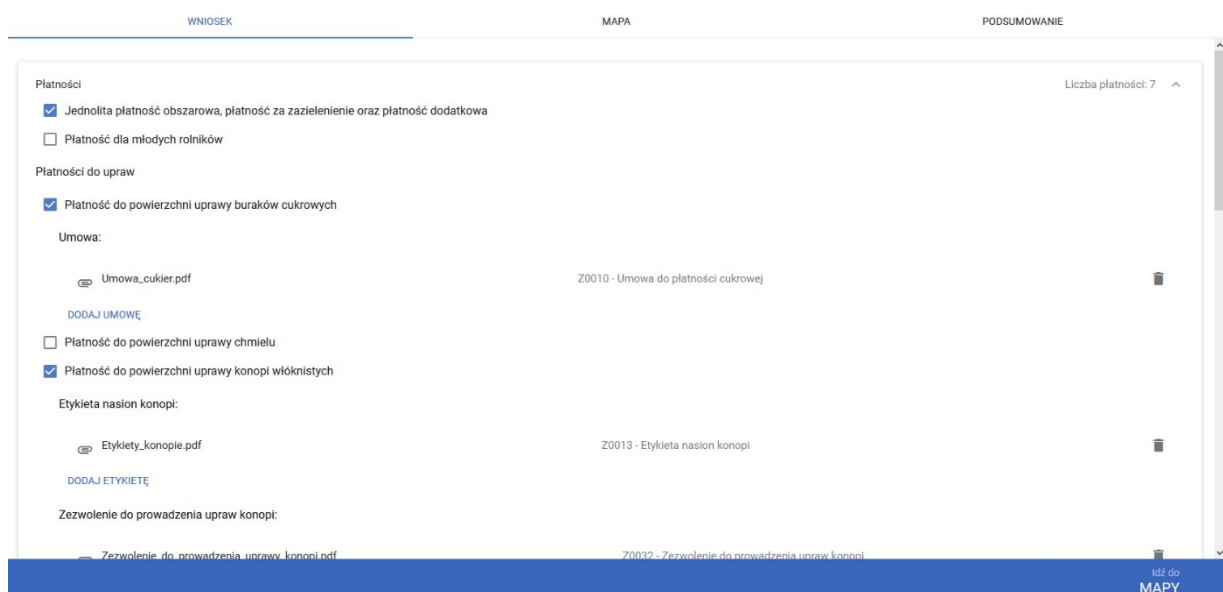 WNIOSEK MAPA PODSUMOWANIE
Płatności Liczba płatności: 7
Jednolita płatność obszarowa, płatność za zazielenienie oraz płatność dodatkowa
Płatność dla młodych rolników
Płatności do upraw
Płatność do powierzchni uprawy buraków cukrowych
Umowa:
Umowa_cukier.pdf Z0010 - Umowa do płatności cukrowej
DODAJ UMOWĘ
Płatność do powierzchni uprawy chmielu
Płatność do powierzchni uprawy konopi włóknistych
Etykieta nasion konopi:
Etykiety_konopie.pdf Z0013 - Etykieta nasion konopi
DODAJ ETYKIETĘ
Zezwolenie do prowadzenia upraw konopi:
Zezwolenie_do_prowadzenia_uprawy_konopi.pdf Z0032 - Zezwolenie do prowadzenia upraw konopi
Idź do
MAPY